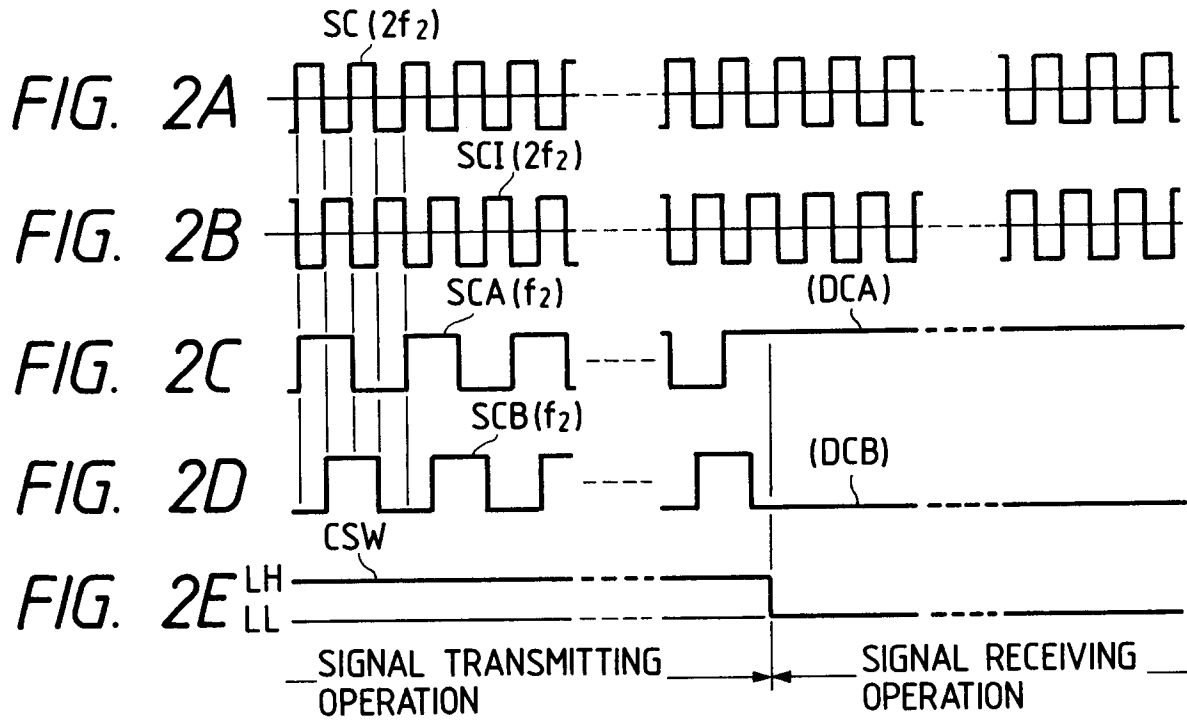 SC(2f₂)
FIG. 2A
SCI(2f₂)
FIG. 2B
SCA(f₂)
(DCA)
FIG. 2C
SCB(f₂)
(DCB)
FIG. 2D
CSW
FIG. 2E
LH
LL
SIGNAL TRANSMITTING
OPERATION
SIGNAL RECEIVING
OPERATION